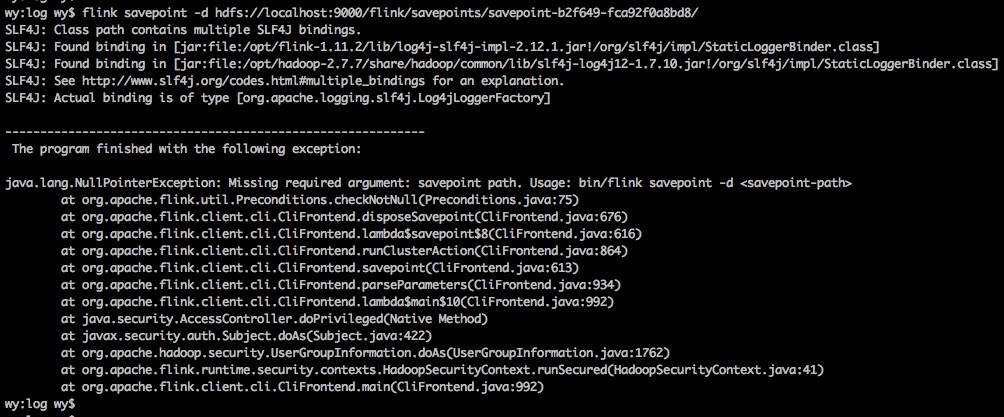 wy:log wy$ flink savepoint -d hdfs://localhost:9000/flink/savepoints/savepoint-b2f649-fca92f0a8bd8/
SLF4J: Class path contains multiple SLF4J bindings.
SLF4J: Found binding in [jar:file:/opt/flink-1.11.2/lib/log4j-slf4j-impl-2.12.1.jar!/org/slf4j/impl/StaticLoggerBinder.class]
SLF4J: Found binding in [jar:file:/opt/hadoop-2.7.7/share/hadoop/common/lib/slf4j-log4j12-1.7.10.jar!/org/slf4j/impl/StaticLoggerBinder.class]
SLF4J: See http://www.slf4j.org/codes.html#multiple_bindings for an explanation.
SLF4J: Actual binding is of type [org.apache.logging.slf4j.Log4jLoggerFactory]
------------------------------------------------------------
The program finished with the following exception:
java.lang.NullPointerException: Missing required argument: savepoint path. Usage: bin/flink savepoint -d <savepoint-path>
at org.apache.flink.util.Preconditions.checkNotNull(Preconditions.java:75)
at org.apache.flink.client.cli.CliFrontend.disposeSavepoint(CliFrontend.java:676)
at org.apache.flink.client.cli.CliFrontend.lambda$savepoint$8(CliFrontend.java:616)
at org.apache.flink.client.cli.CliFrontend.runClusterAction(CliFrontend.java:864)
at org.apache.flink.client.cli.CliFrontend.savepoint(CliFrontend.java:613)
at org.apache.flink.client.cli.CliFrontend.parseParameters(CliFrontend.java:934)
at org.apache.flink.client.cli.CliFrontend.lambda$main$10(CliFrontend.java:992)
at java.security.AccessController.doPrivileged(Native Method)
at javax.security.auth.Subject.doAs(Subject.java:422)
at org.apache.hadoop.security.UserGroupInformation.doAs(UserGroupInformation.java:1762)
at org.apache.flink.runtime.security.contexts.HadoopSecurityContext.runSecured(HadoopSecurityContext.java:41)
at org.apache.flink.client.cli.CliFrontend.main(CliFrontend.java:992)
wy:log wy$